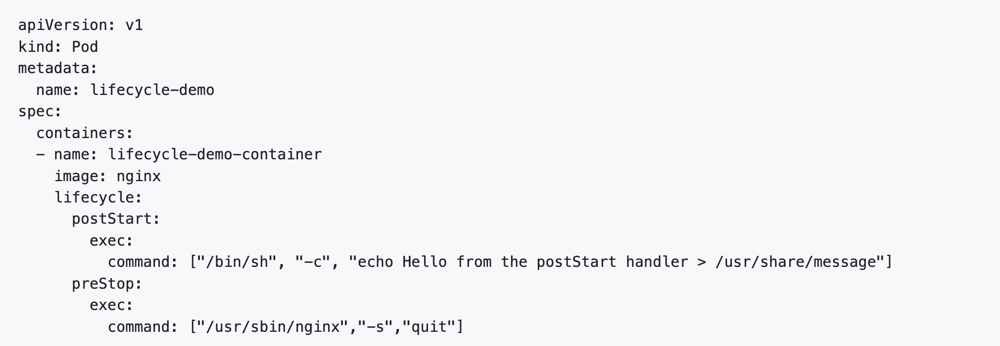 apiVersion: v1
kind: Pod
metadata:
  name: lifecycle-demo
spec:
  containers:
  - name: lifecycle-demo-container
    image: nginx
    lifecycle:
      postStart:
        exec:
          command: ["/bin/sh", "-c", "echo Hello from the postStart handler > /usr/share/message"]
      preStop:
        exec:
          command: ["/usr/sbin/nginx","-s","quit"]